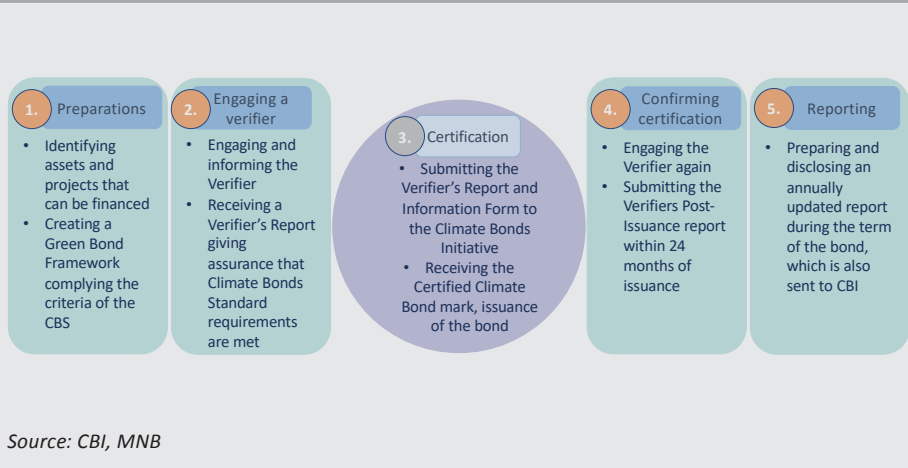 1. Preparations
• Identifying
assets and
projects that
can be financed
• Creating a
Green Bond
Framework
complying the
criteria of the
CBS
2. Engaging a
verifier
• Engaging and
informing the
Verifier
• Receiving a
Verifier's Report
giving
assurance that
Climate Bonds
Standard
requirements
are met
3. Certification
• Submitting the
Verifier's Report and
Information Form to
the Climate Bonds
Initiative
• Receiving the
Certified Climate
Bond mark, issuance
of the bond
4. Confirming
certification
• Engaging the
Verifier again
• Submitting the
Verifiers Post-
Issuance report
within 24
months of
issuance
5. Reporting
• Preparing and
disclosing an
annually
updated report
during the term
of the bond,
which is also
sent to CBI
Source: CBI, MNB